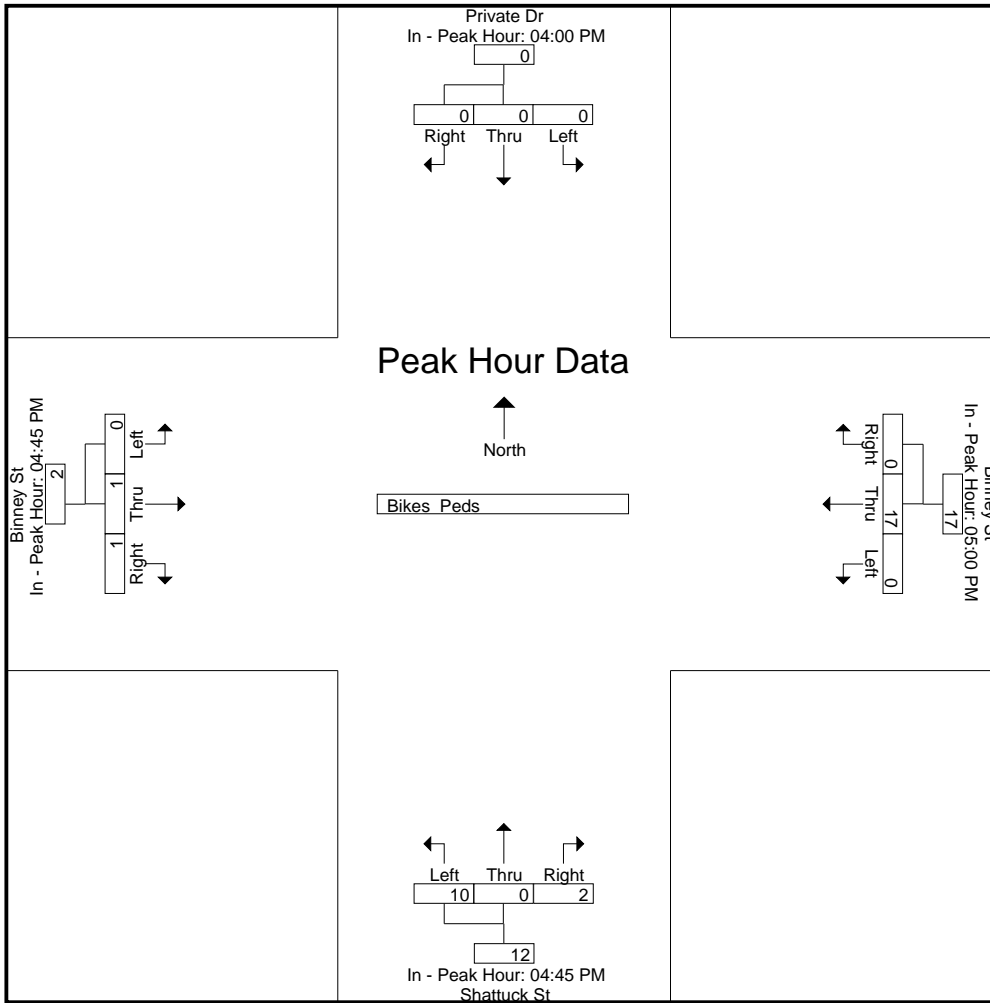 Private Dr
In - Peak Hour: 04:00 PM
0
0 0 0
Right Thru Left
Peak Hour Data
North
Bikes Peds
Binney St
In - Peak Hour: 04:45 PM
2
0 1 1
Left Thru Right
Binney St
In - Peak Hour: 05:00 PM
17
0 17 0
Right Thru Left
Left Thru Right
10 0 2
12
In - Peak Hour: 04:45 PM
Shattuck St